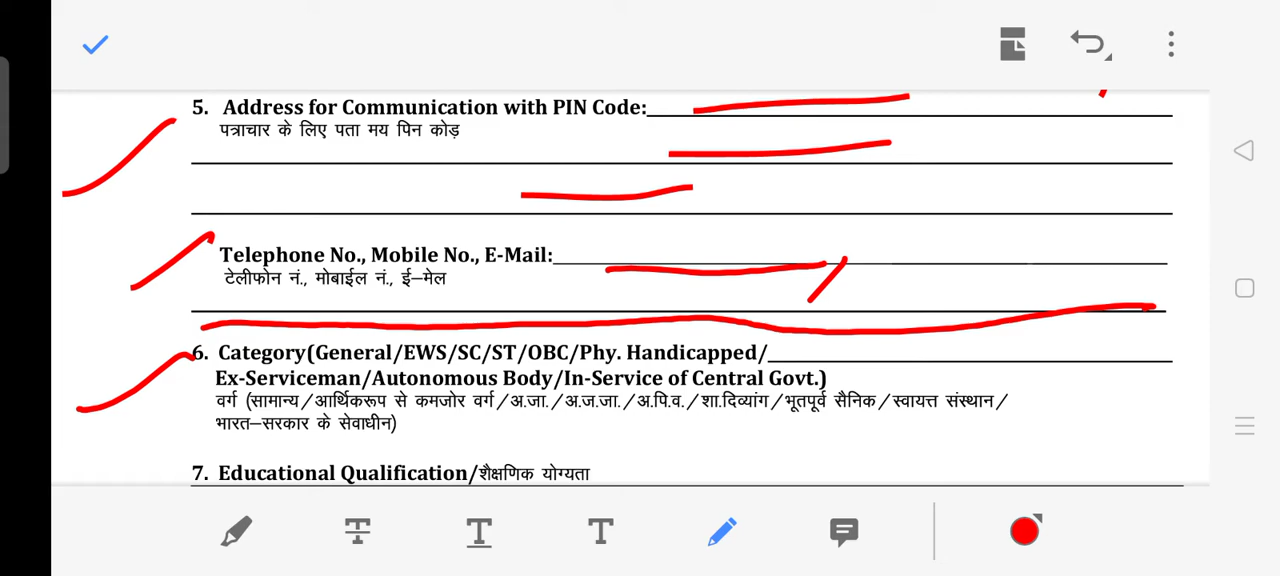 5. Address for Communication with PIN Code:
पत्राचार के लिए पता मय पिन कोड़
Telephone No., Mobile No., E-Mail:
टेलीफोन नं., मोबाईल नं., ई–मेल
6. Category(General/EWS/SC/ST/OBC/Phy. Handicapped/
Ex-Serviceman/Autonomous Body/In-Service of Central Govt.)
वर्ग (सामान्य/आर्थिकरूप से कमजोर वर्ग/अ.जा./अ.ज.जा./अ.पि.व./शा.दिव्यांग/भूतपूर्व सैनिक/स्वायत्त संस्थान/
भारत–सरकार के सेवाधीन)
7. Educational Qualification/शैक्षणिक योग्यता
T T T